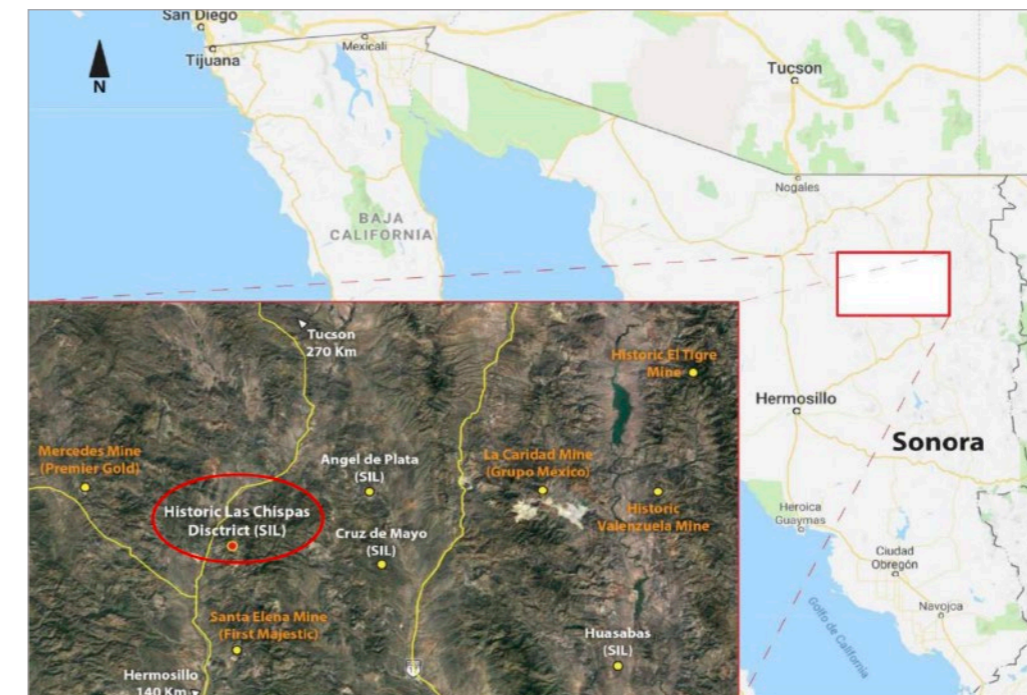 San Diego
Tijuana
Mexicali
N
Tucson
Nogales
BAJA
CALIFORNIA
Hermosillo
Sonora
Heroica
Guaymas
Ciudad
Obregón
Navojoa
Golfo de California
Tucson
270 Km
Historic El Tigre
Mine
Mercedes Mine
(Premier Gold)
Angel de Plata
(SIL)
La Caridad Mine
(Grupo Mexico)
Historic Las Chispas
Disctrict (SIL)
Cruz de Mayo
(SIL)
Historic
Valenzuela Mine
Santa Elena Mine
(First Majestic)
Huasabas
(SIL)
Hermosillo
140 Km